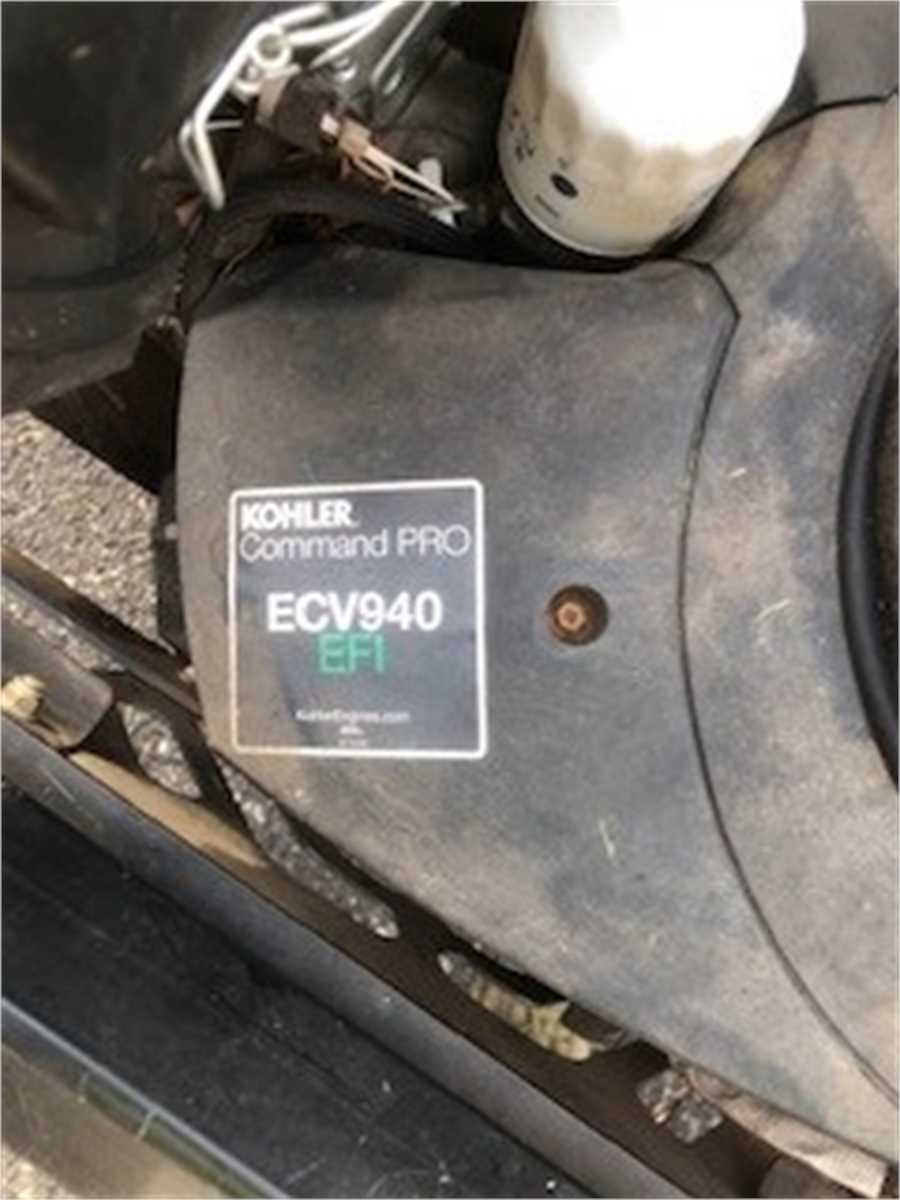 KOHLER
Command PRO
ECV940
EFI
KohlerEngines.com